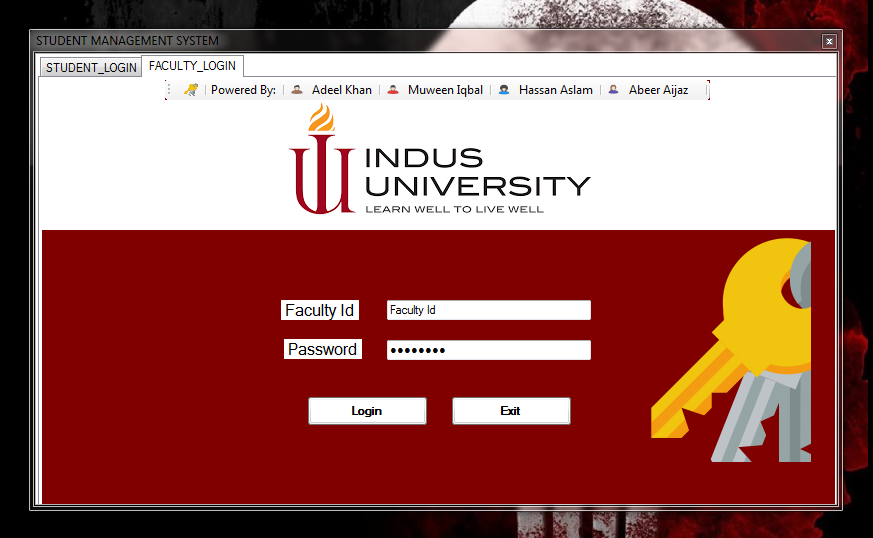 STUDENT MANAGEMENT SYSTEM
STUDENT_LOGIN FACULTY_LOGIN
Powered By: Adeel Khan Muween Iqbal Hassan Aslam Abeer Aijaz
INDUS
UNIVERSITY
LEARN WELL TO LIVE WELL
Faculty Id Faculty Id
Password ••••••••
Login Exit